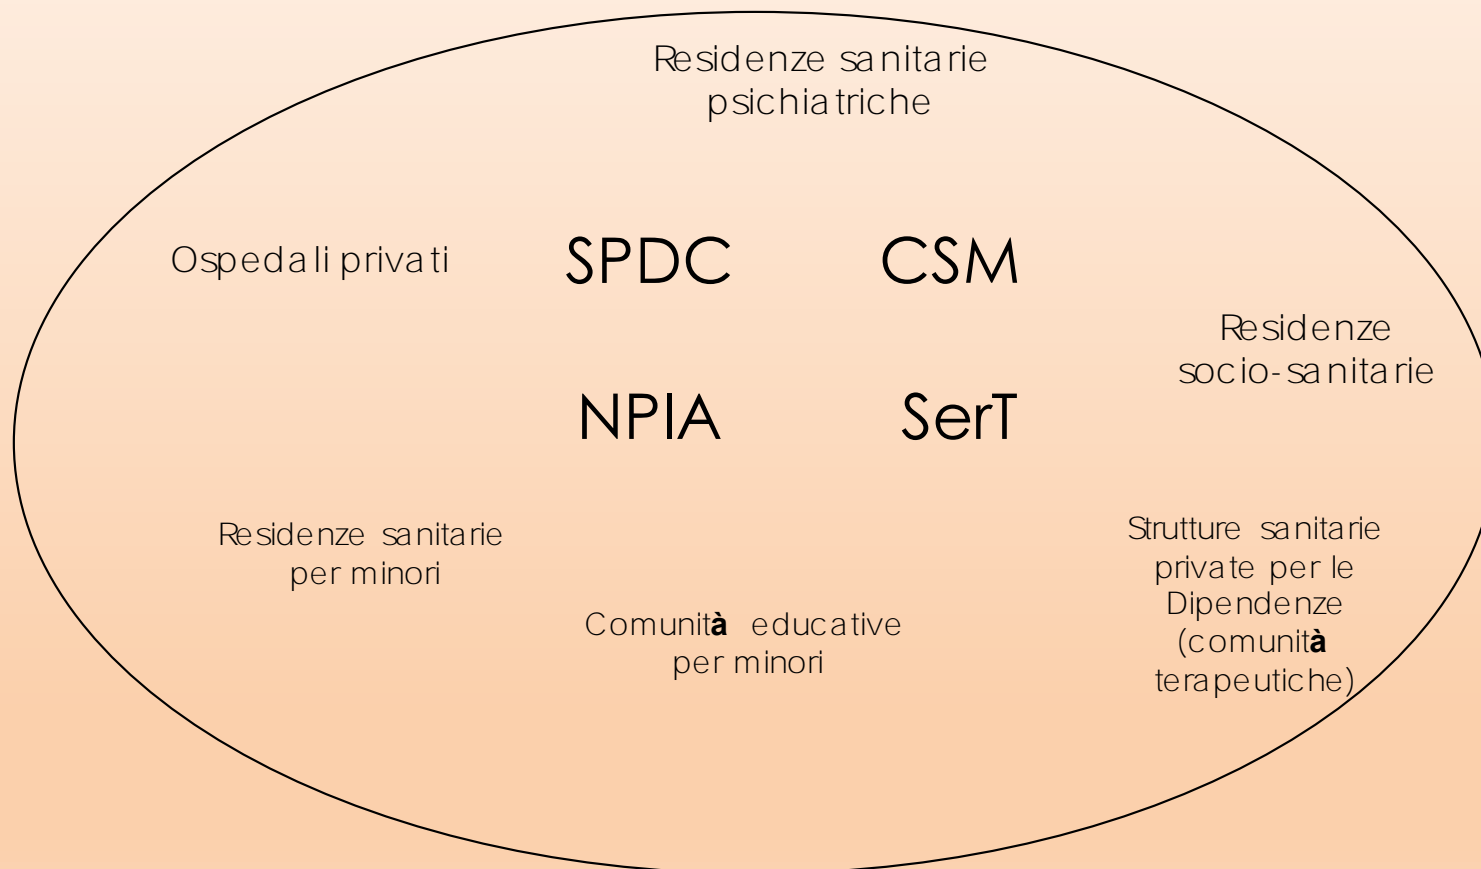 Residenze sanitarie
psichiatriche
Ospedali privati
SPDC
CSM
Residenze
socio-sanitarie
NPIA
SerT
Residenze sanitarie
per minori
Comunità educative
per minori
Strutture sanitarie
private per le
Dipendenze
(comunità
terapeutiche)